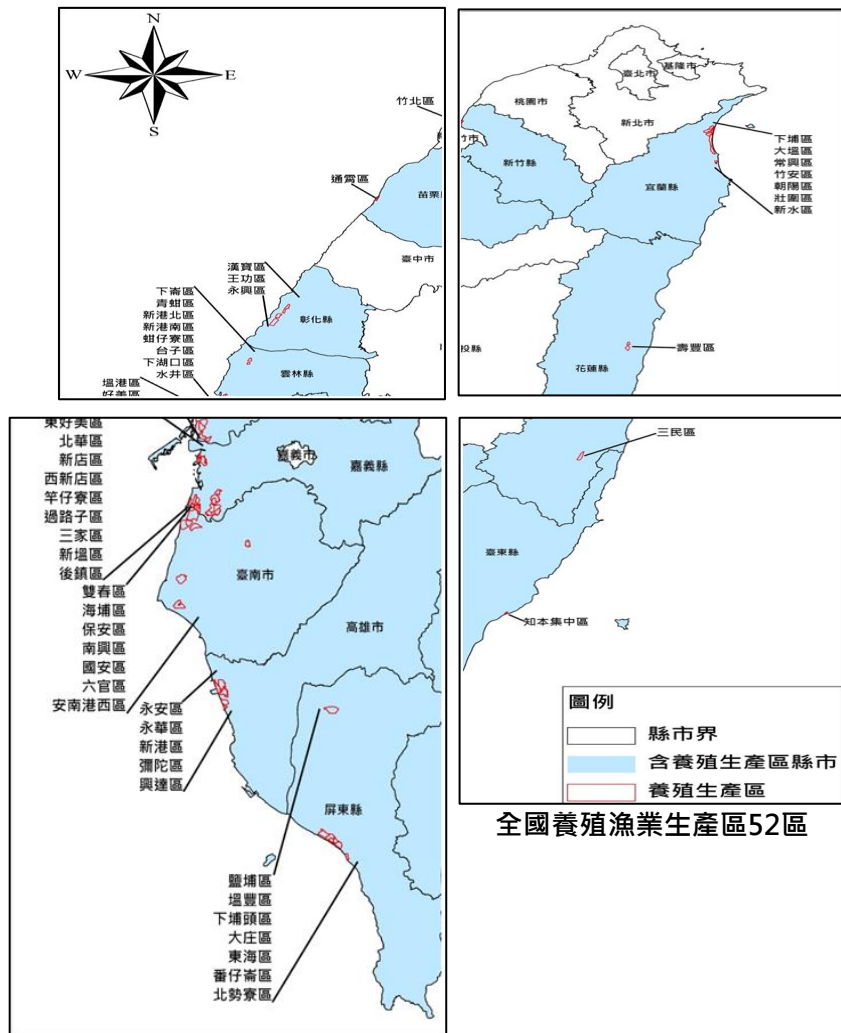 N
W
E
S
竹北區
通霄區
苗栗
臺中市
漢寶區
王功區
永興區
彰化縣
下崙區
青蚶區
新港北區
新港南區
蚶仔寮區
台子區
下湖口區
水井區
雲林縣
塭港區
好美區
基隆市
臺北市
桃園市
新北市
竹市
新竹縣
宜蘭縣
下埔區
大塭區
常興區
竹安區
朝陽區
壯圍區
新水區
投縣
花蓮縣
壽豐區
東好美區
北華區
新店區
西新店區
竿仔寮區
過路子區
三家區
新塭區
後鎮區
嘉義市
嘉義縣
雙春區
海埔區
保安區
南興區
國安區
六官區
安南港西區
臺南市
高雄市
永安區
永華區
新港區
彌陀區
興達區
屏東縣
鹽埔區
塭豐區
下埔頭區
大庄區
東海區
番仔崙區
北勢寮區
三民區
臺東縣
知本集中區
圖例
縣市界
含養殖生產區縣市
養殖生產區
全國養殖漁業生產區52區